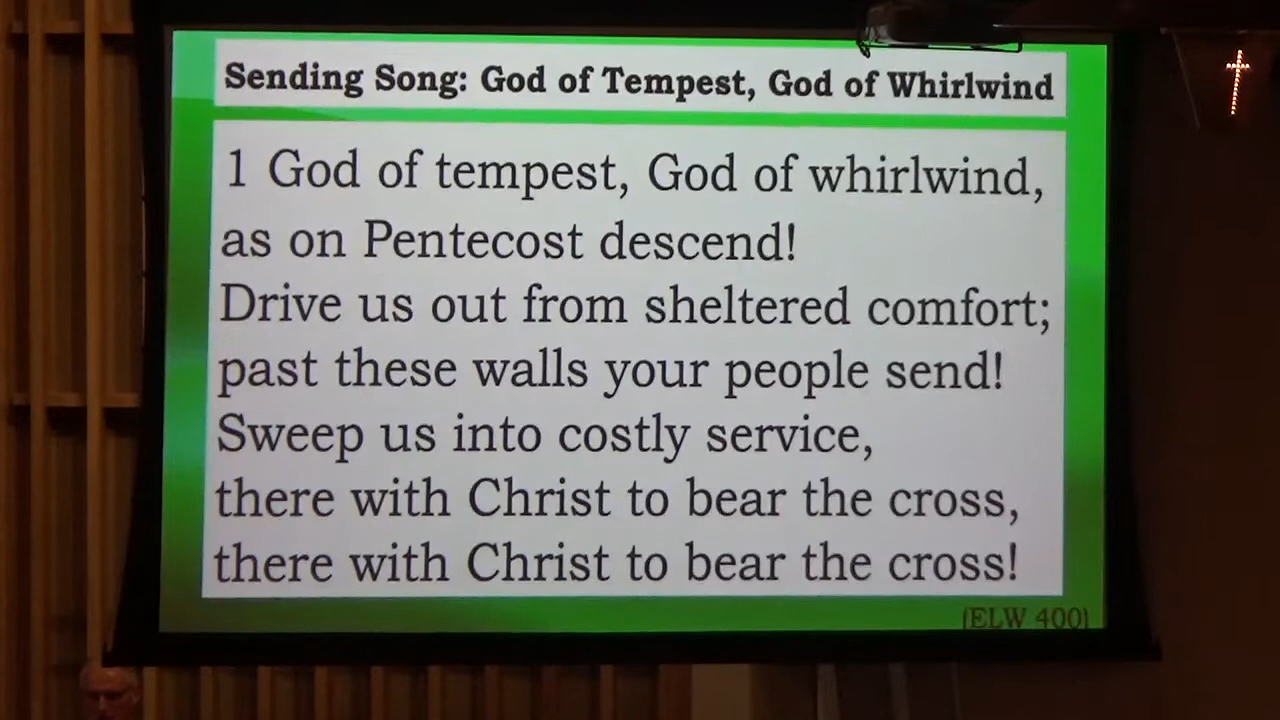 Sending Song: God of Tempest, God of Whirlwind
1 God of tempest, God of whirlwind,
as on Pentecost descend!
Drive us out from sheltered comfort;
past these walls your people send!
Sweep us into costly service,
there with Christ to bear the cross,
there with Christ to bear the cross!
(ELW 400)